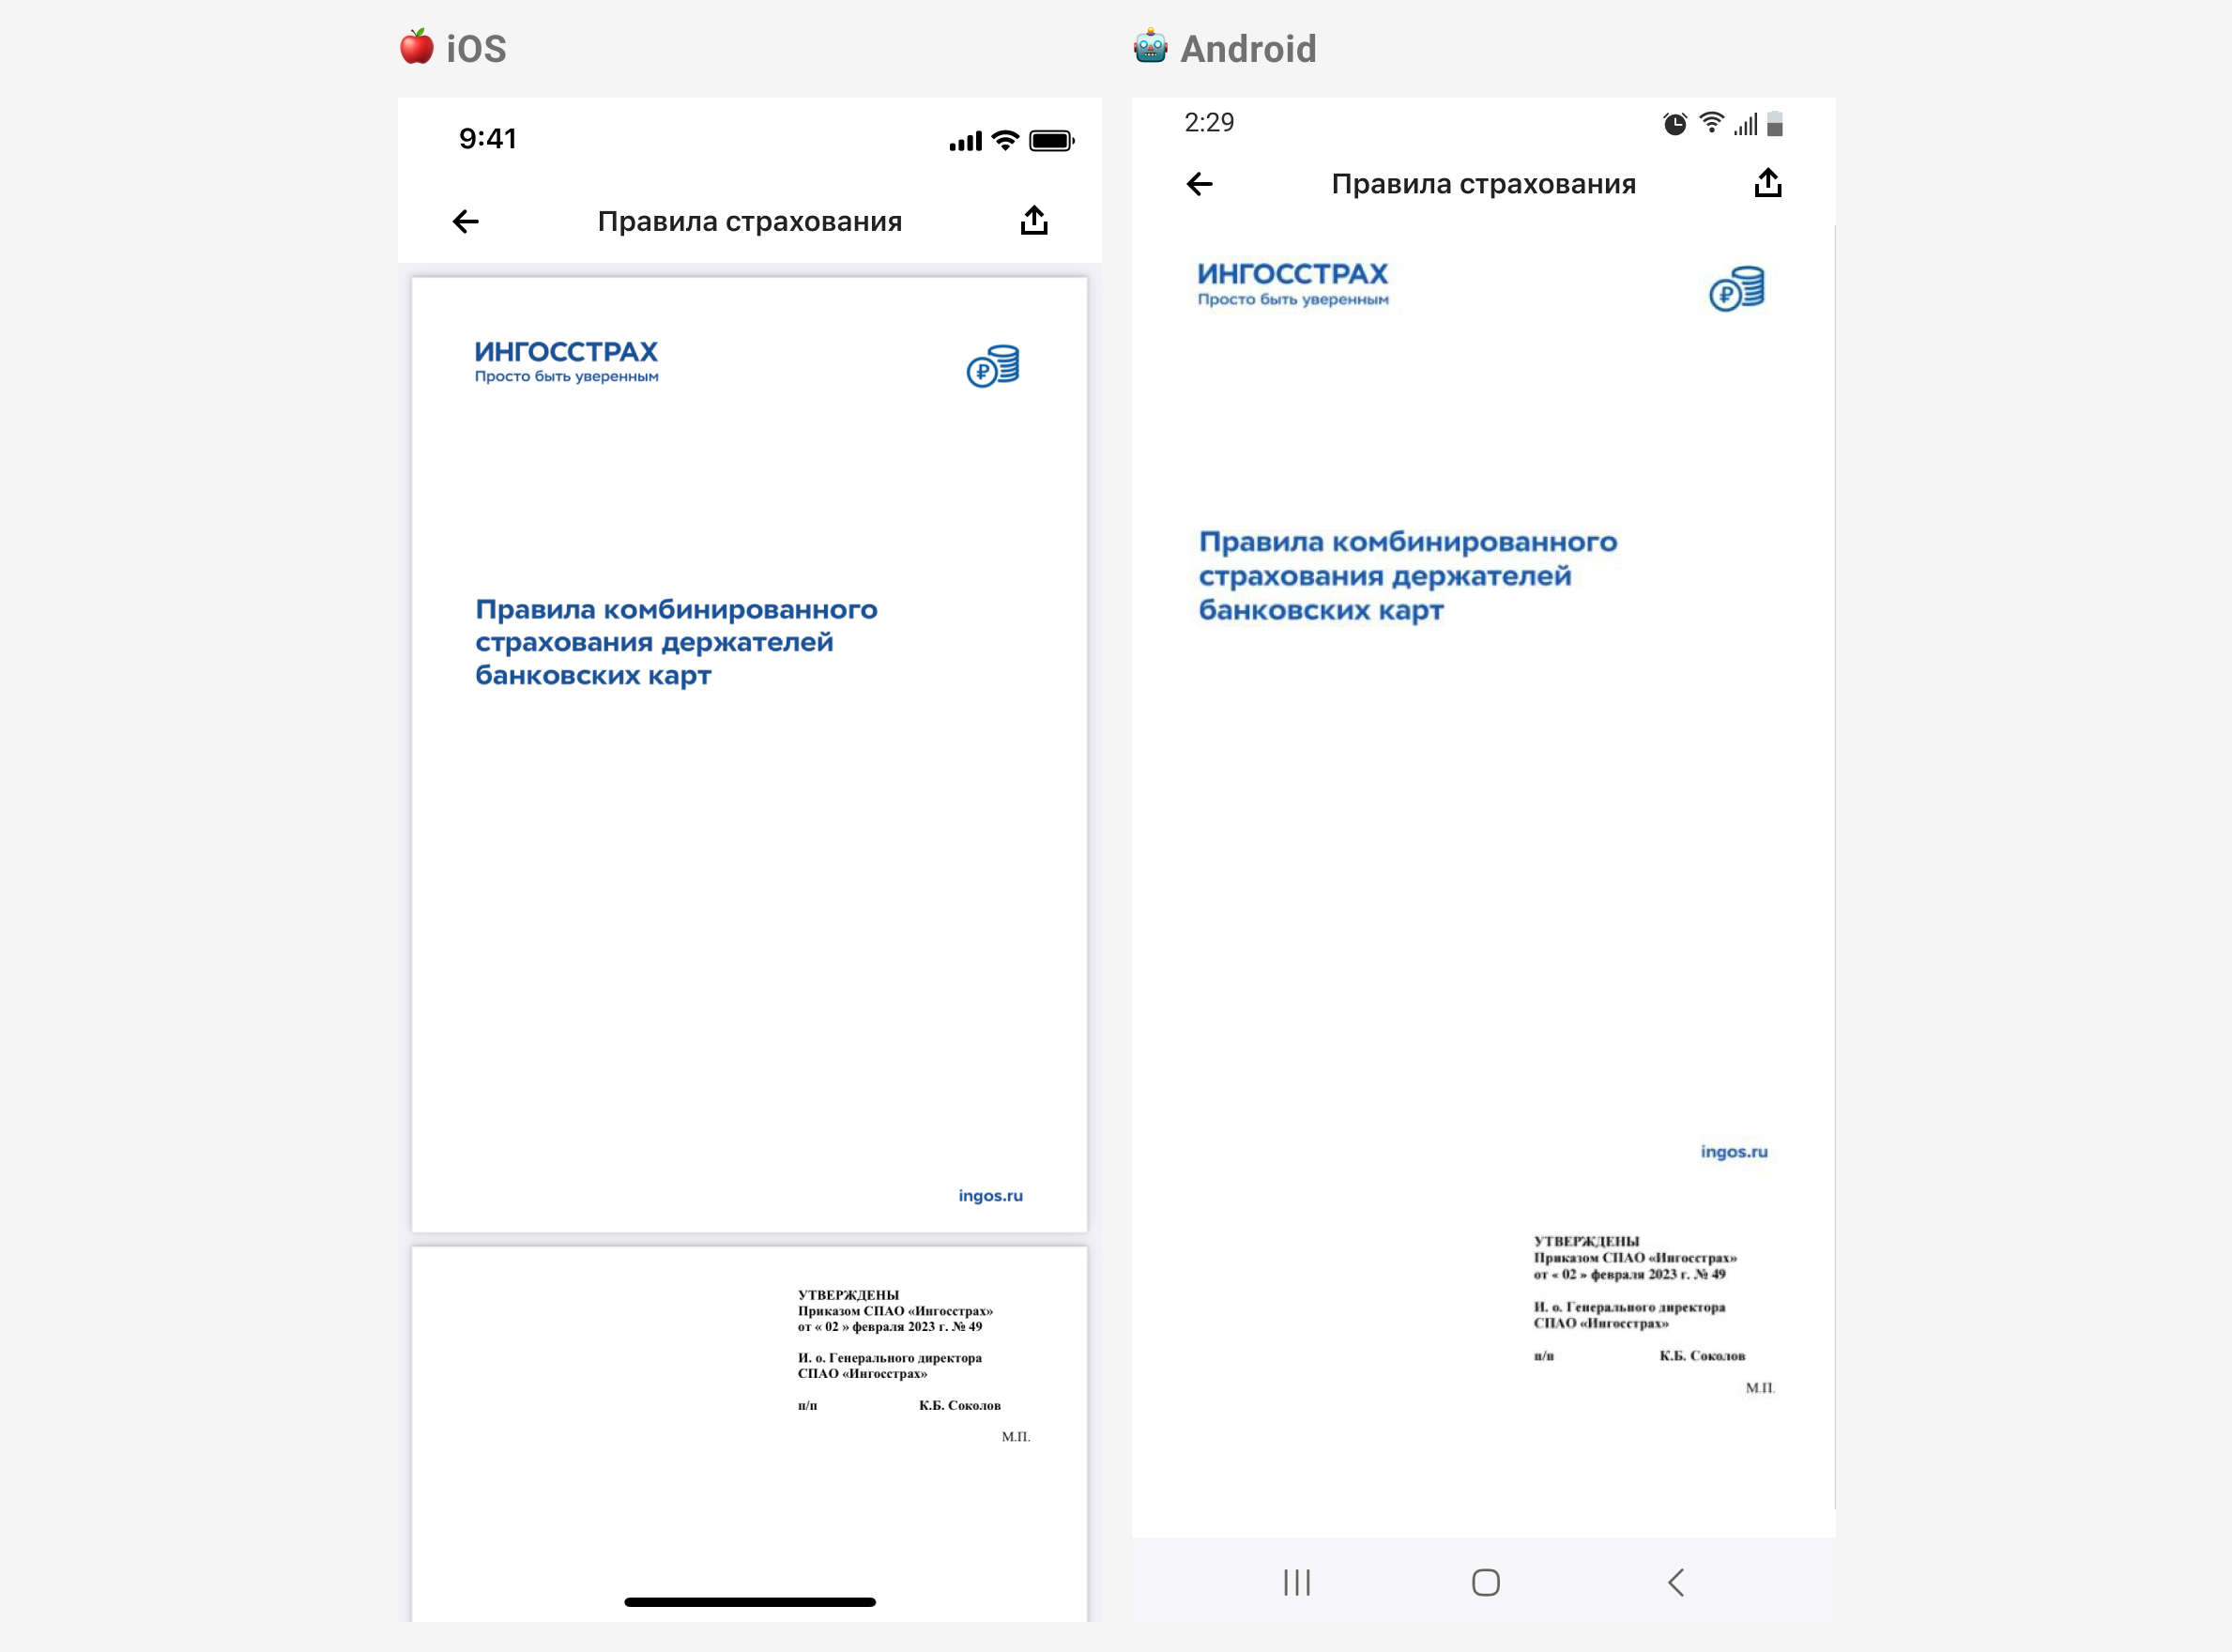 iOS
9:41
Правила страхования
ИНГОССТРАХ
Просто быть уверенным
Правила комбинированного
страхования держателей
банковских карт
ingos.ru
УТВЕРЖДЕНЫ
Приказом СПАО «Ингосстрах»
от « 02 » февраля 2023 г. № 49
И. о. Генерального директора
СПАО «Ингосстрах»
п/п К.Б. Соколов
М.П.
Android
2:29
Правила страхования
ИНГОССТРАХ
Просто быть уверенным
Правила комбинированного
страхования держателей
банковских карт
ingos.ru
УТВЕРЖДЕНЫ
Приказом СПАО «Ингосстрах»
от « 02 » февраля 2023 г. № 49
И. о. Генерального директора
СПАО «Ингосстрах»
п/п К.Б. Соколов
М.П.